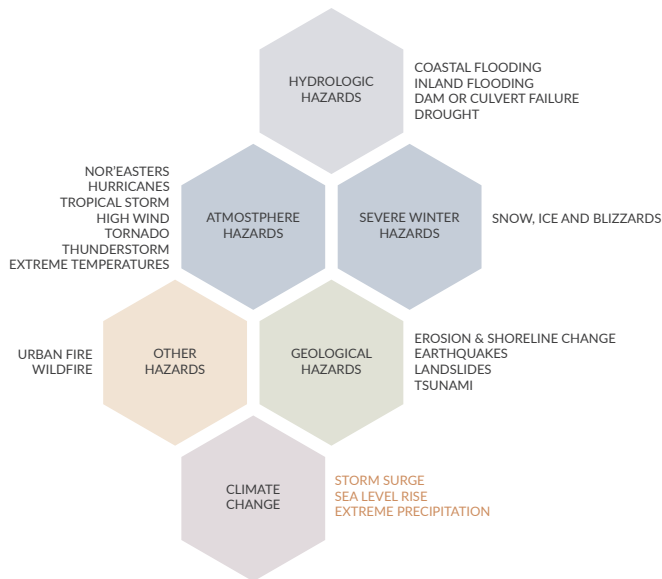 HYDROLOGIC
HAZARDS
COASTAL FLOODING
INLAND FLOODING
DAM OR CULVERT FAILURE
DROUGHT
NOR'EASTERS
HURRICANES
TROPICAL STORM
HIGH WIND
TORNADO
THUNDERSTORM
EXTREME TEMPERATURES
ATMOSTPHERE
HAZARDS
SEVERE WINTER
HAZARDS
SNOW, ICE AND BLIZZARDS
URBAN FIRE
WILDFIRE
OTHER
HAZARDS
GEOLOGICAL
HAZARDS
EROSION & SHORELINE CHANGE
EARTHQUAKES
LANDSLIDES
TSUNAMI
CLIMATE
CHANGE
STORM SURGE
SEA LEVEL RISE
EXTREME PRECIPITATION